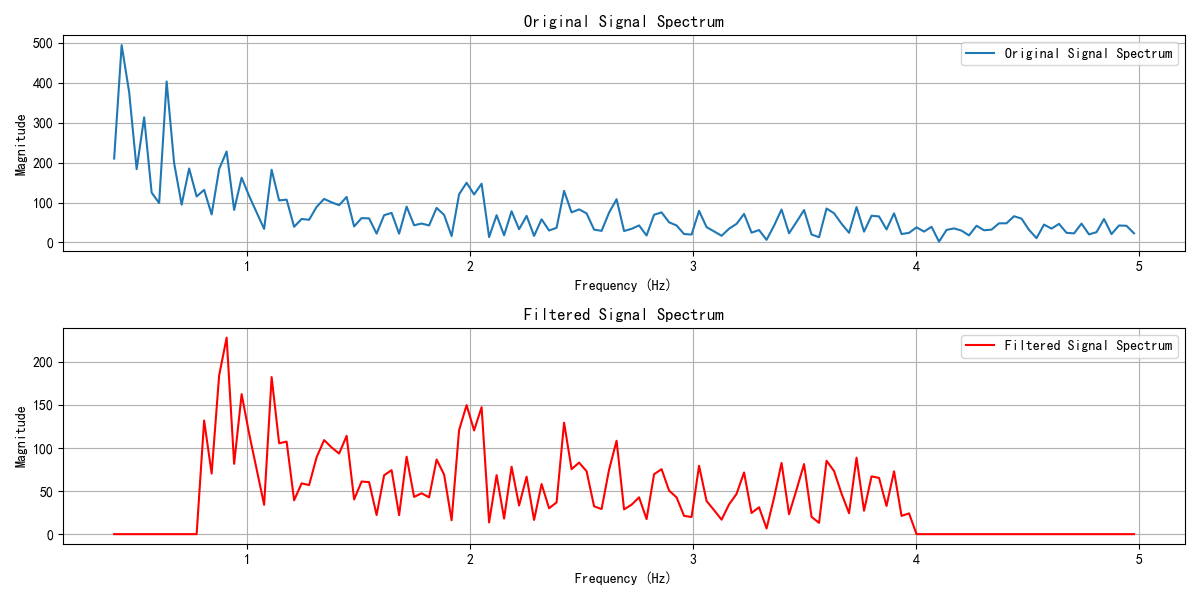 Original Signal Spectrum
500
400
300
200
100
0
Magnitude
Original Signal Spectrum
1
2
3
4
5
Frequency (Hz)
Filtered Signal Spectrum
200
150
100
50
0
Magnitude
Filtered Signal Spectrum
1
2
3
4
5
Frequency (Hz)